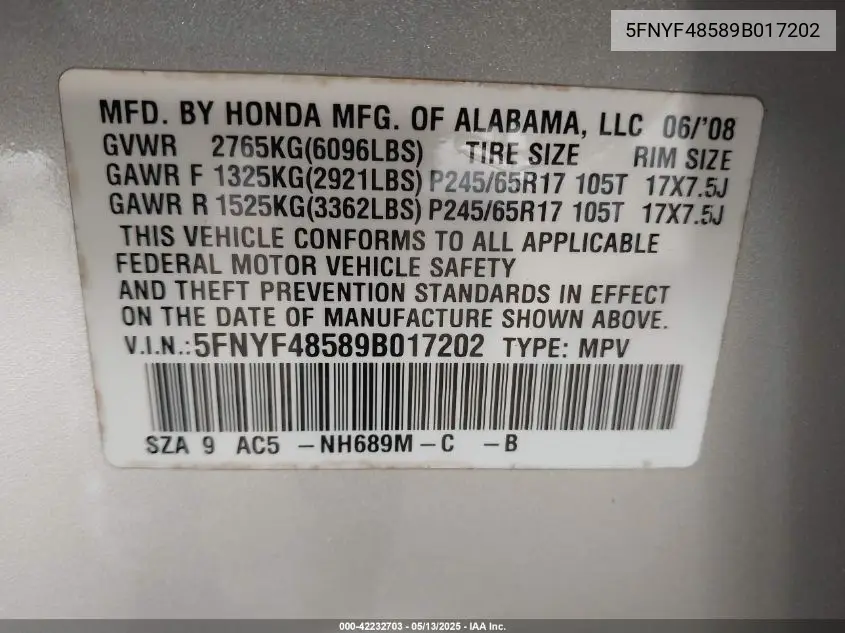 5FNYF48589B017202
MFD. BY HONDA MFG. OF ALABAMA, LLC 06/'08
GVWR 2765KG(6096LBS) TIRE SIZE RIM SIZE
GAWR F 1325KG(2921LBS) P245/65R17 105T 17X7.5J
GAWR R 1525KG(3362LBS) P245/65R17 105T 17X7.5J
THIS VEHICLE CONFORMS TO ALL APPLICABLE
FEDERAL MOTOR VEHICLE SAFETY
AND THEFT PREVENTION STANDARDS IN EFFECT
ON THE DATE OF MANUFACTURE SHOWN ABOVE.
V.I.N.:5FNYF48589B017202 TYPE: MPV
SZA 9 AC5 -NH689M-C -B
000-42232703 - 05/13/2025 - IAA Inc.